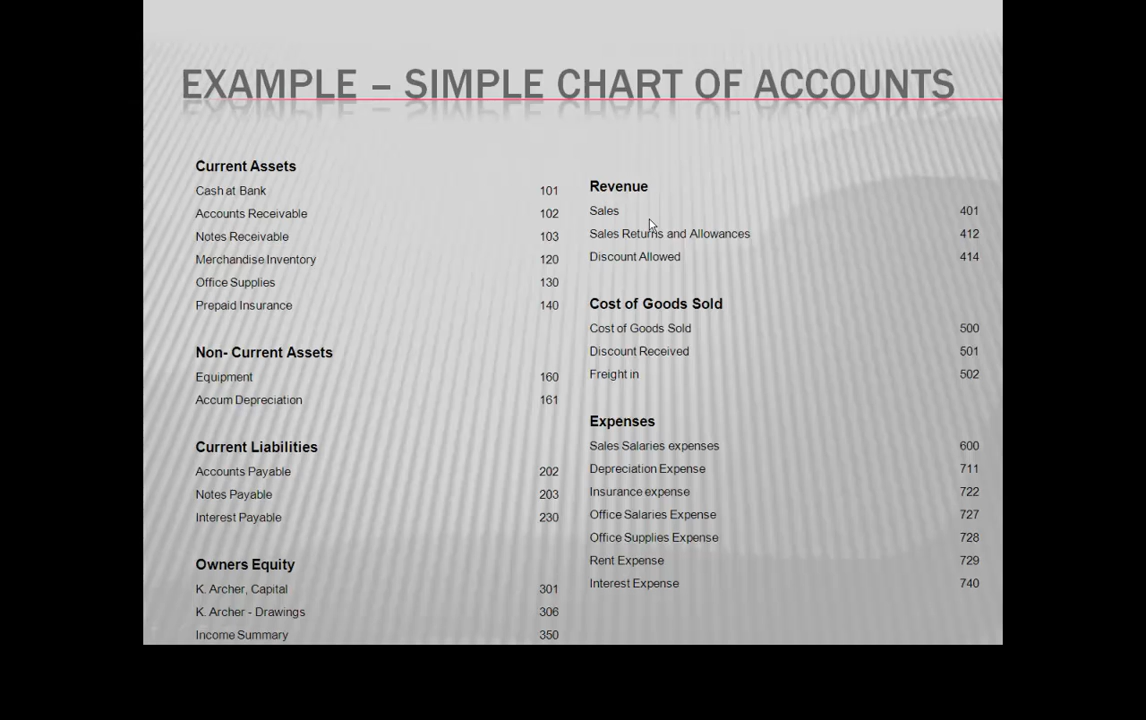 EXAMPLE – SIMPLE CHART OF ACCOUNTS
Current Assets
Cash at Bank 101
Accounts Receivable 102
Notes Receivable 103
Merchandise Inventory 120
Office Supplies 130
Prepaid Insurance 140
Non- Current Assets
Equipment 160
Accum Depreciation 161
Current Liabilities
Accounts Payable 202
Notes Payable 203
Interest Payable 230
Owners Equity
K. Archer, Capital 301
K. Archer - Drawings 306
Income Summary 350
Revenue
Sales 401
Sales Returns and Allowances 412
Discount Allowed 414
Cost of Goods Sold
Cost of Goods Sold 500
Discount Received 501
Freight in 502
Expenses
Sales Salaries expenses 600
Depreciation Expense 711
Insurance expense 722
Office Salaries Expense 727
Office Supplies Expense 728
Rent Expense 729
Interest Expense 740